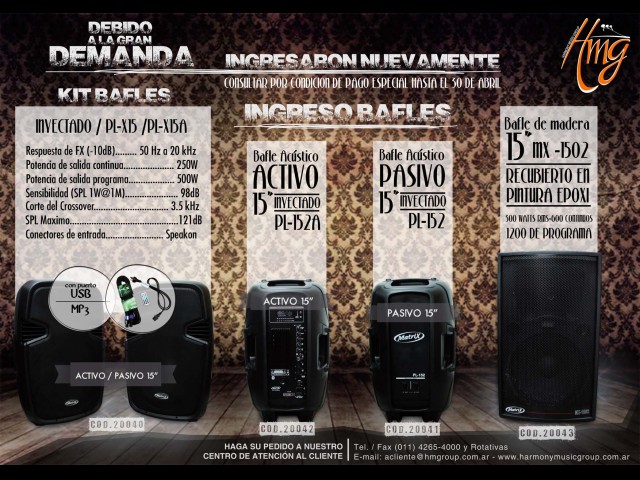 DEBIDO
A LA GRAN
DEMANDA
INGRESARON NUEVAMENTE
CONSULTAR POR CONDICION DE PAGO ESPECIAL HASTA EL 30 DE ABRIL
Hmg
KIT BAFLES
INYECTADO / PL-X15 /PL-X15A
Respuesta de FX (-10dB)......... 50 Hz a 20 kHz
Potencia de salida continua.................. 250W
Potencia de salida programa................ 500W
Sensibilidad (SPL 1W@1M).................. 98dB
Corte del Crossover.......................... 3.5 kHz
SPL Maximo.....................................121dB
Conectores de entrada...................... Speakon
con puerto
USB
MP3
ACTIVO / PASIVO 15"
COD.20040
INGRESO BAFLES
Bafle Acústico
ACTIVO
15" INYECTADO
PL-152A
ACTIVO 15"
COD.20042
Bafle Acústico
PASIVO
15" INYECTADO
PL-152
PASIVO 15"
MatriX
PL-152
COD.20041
Bafle de madera
15" MX -1502
RECUBIERTO EN
PINTURA EPOXI
300 WATTS RMS-600 CONTINUOS
1200 DE PROGRAMA
MatriX
COD.20043
HAGA SU PEDIDO A NUESTRO
CENTRO DE ATENCIÓN AL CLIENTE
Tel. / Fax (011) 4265-4000 y Rotativas
E-mail: acliente@hmgroup.com.ar - www.harmonymusicgroup.com.ar